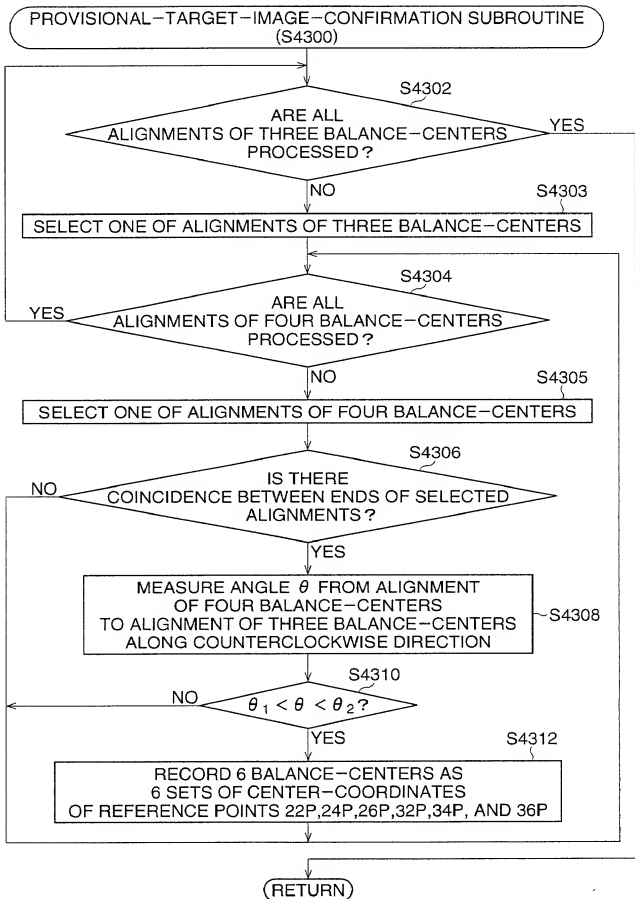 PROVISIONAL-TARGET-IMAGE-CONFIRMATION SUBROUTINE
(S4300)
S4302
ARE ALL
ALIGNMENTS OF THREE BALANCE-CENTERS
PROCESSED?
YES
NO
S4303
SELECT ONE OF ALIGNMENTS OF THREE BALANCE-CENTERS
S4304
ARE ALL
ALIGNMENTS OF FOUR BALANCE-CENTERS
PROCESSED?
YES
NO
S4305
SELECT ONE OF ALIGNMENTS OF FOUR BALANCE-CENTERS
S4306
IS THERE
COINCIDENCE BETWEEN ENDS OF SELECTED
ALIGNMENTS?
NO
YES
MEASURE ANGLE θ FROM ALIGNMENT
OF FOUR BALANCE-CENTERS
TO ALIGNMENT OF THREE BALANCE-CENTERS
ALONG COUNTERCLOCKWISE DIRECTION
S4308
S4310
θ₁ < θ < θ₂?
NO
YES
S4312
RECORD 6 BALANCE-CENTERS AS
6 SETS OF CENTER-COORDINATES
OF REFERENCE POINTS 22P,24P,26P,32P,34P, AND 36P
RETURN